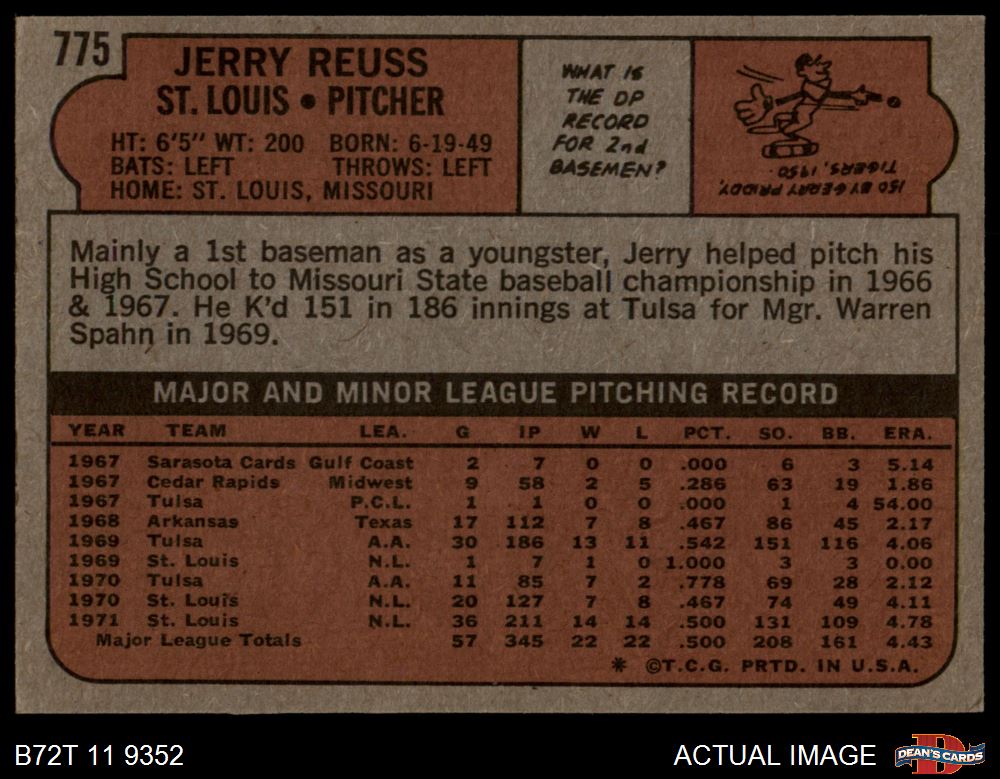 775
JERRY REUSS
ST. LOUIS • PITCHER
HT: 6'5" WT: 200 BORN: 6-19-49
BATS: LEFT THROWS: LEFT
HOME: ST. LOUIS, MISSOURI
WHAT IS
THE DP
RECORD
FOR 2nd
BASEMEN?
150 BY GERRY PRIDDY,
TIGERS, 1950.
Mainly a 1st baseman as a youngster, Jerry helped pitch his
High School to Missouri State baseball championship in 1966
& 1967. He K'd 151 in 186 innings at Tulsa for Mgr. Warren
Spahn in 1969.
MAJOR AND MINOR LEAGUE PITCHING RECORD
YEAR TEAM LEA. G IP W L PCT. SO. BB. ERA.
1967 Sarasota Cards Gulf Coast 2 7 0 0 .000 6 3 5.14
1967 Cedar Rapids Midwest 9 58 2 5 .286 63 19 1.86
1967 Tulsa P.C.L. 1 1 0 0 .000 1 4 54.00
1968 Arkansas Texas 17 112 7 8 .467 86 45 2.17
1969 Tulsa A.A. 30 186 13 11 .542 151 116 4.06
1969 St. Louis N.L. 1 7 1 0 1.000 3 3 0.00
1970 Tulsa A.A. 11 85 7 2 .778 69 28 2.12
1970 St. Louis N.L. 20 127 7 8 .467 74 49 4.11
1971 St. Louis N.L. 36 211 14 14 .500 131 109 4.78
Major League Totals 57 345 22 22 .500 208 161 4.43
* ©T.C.G. PRTD. IN U.S.A.
B72T 11 9352
ACTUAL IMAGE
D
DEAN'S CARDS